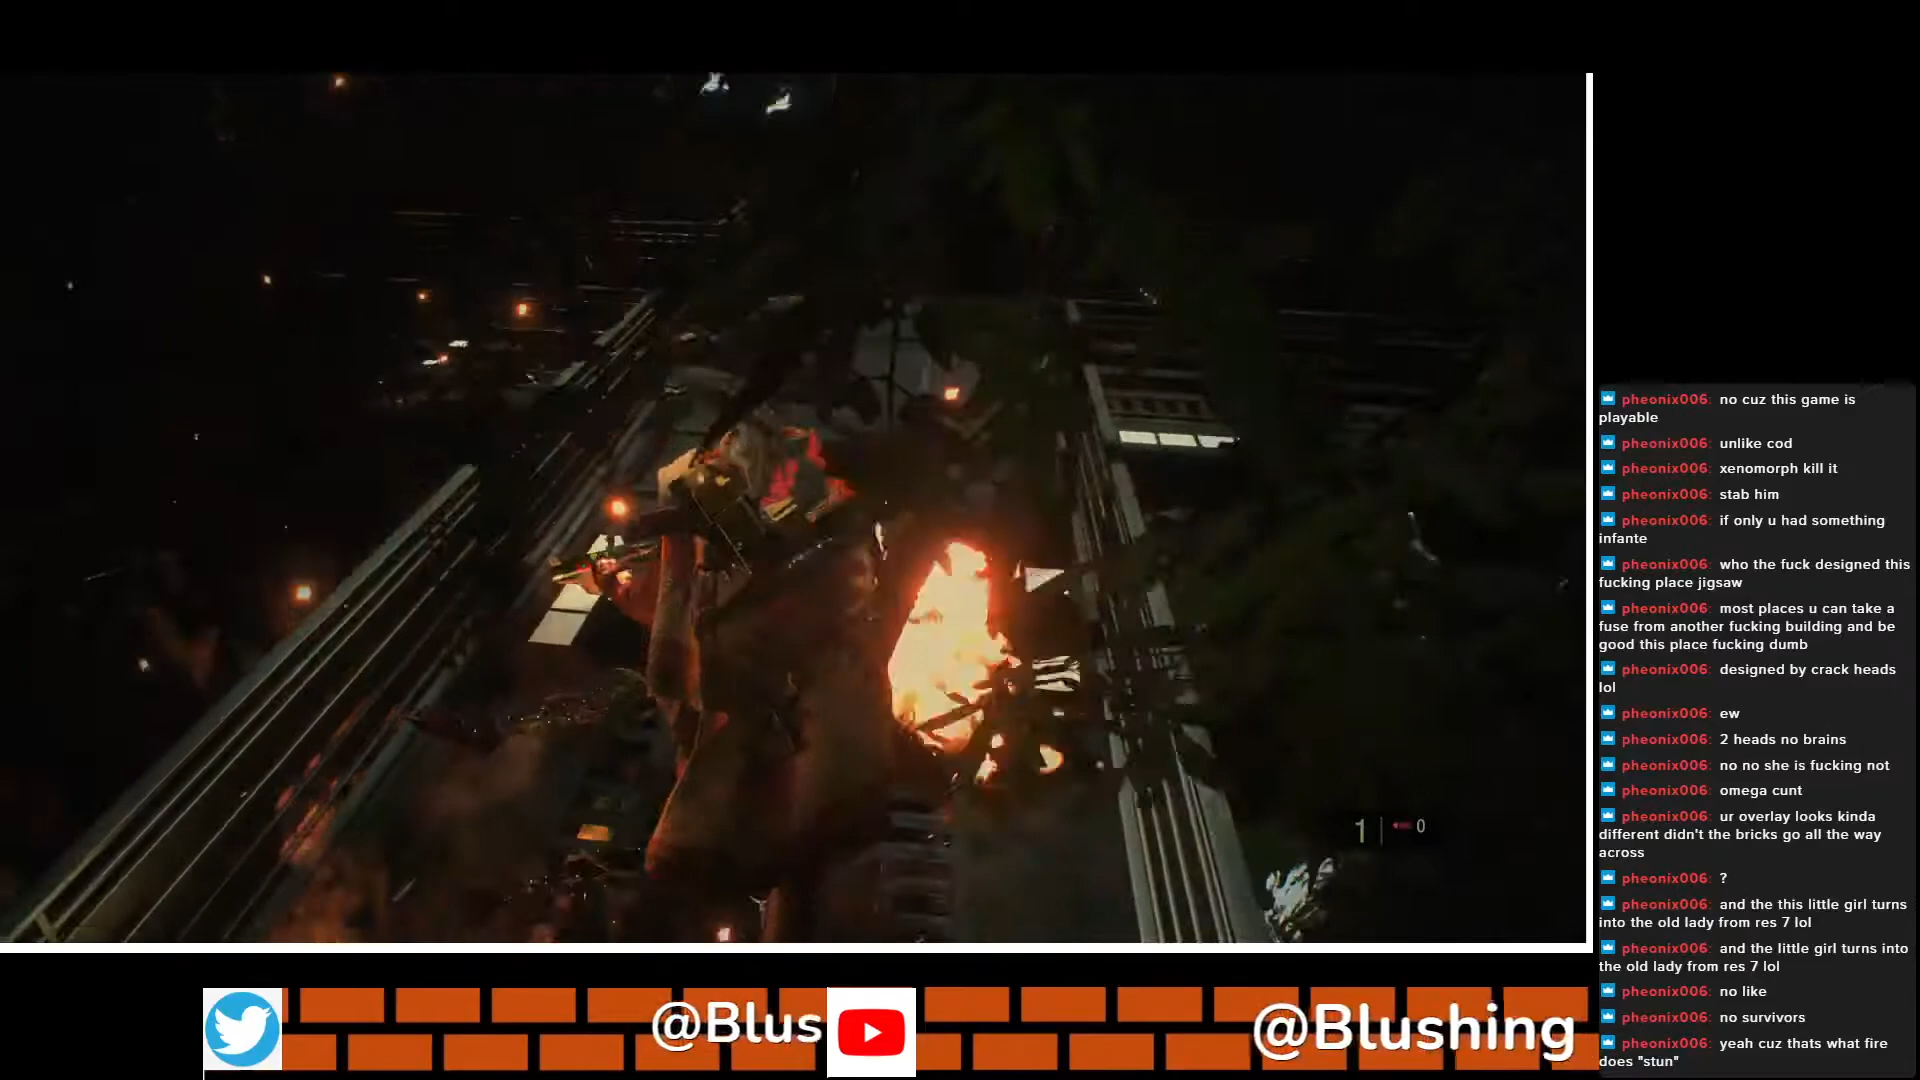 pheonix006: no cuz this game is
playable
pheonix006: unlike cod
pheonix006: xenomorph kill it
pheonix006: stab him
pheonix006: if only u had something
infante
pheonix006: who the fuck designed this
fucking place jigsaw
pheonix006: most places u can take a
fuse from another fucking building and be
good this place fucking dumb
pheonix006: designed by crack heads
lol
pheonix006: ew
pheonix006: 2 heads no brains
pheonix006: no no she is fucking not
pheonix006: omega cunt
pheonix006: ur overlay looks kinda
different didn't the bricks go all the way
across
pheonix006: ?
pheonix006: and the this little girl turns
into the old lady from res 7 lol
pheonix006: and the little girl turns into
the old lady from res 7 lol
pheonix006: no like
pheonix006: no survivors
pheonix006: yeah cuz thats what fire
does "stun"
1 0
@Blus
@Blushing